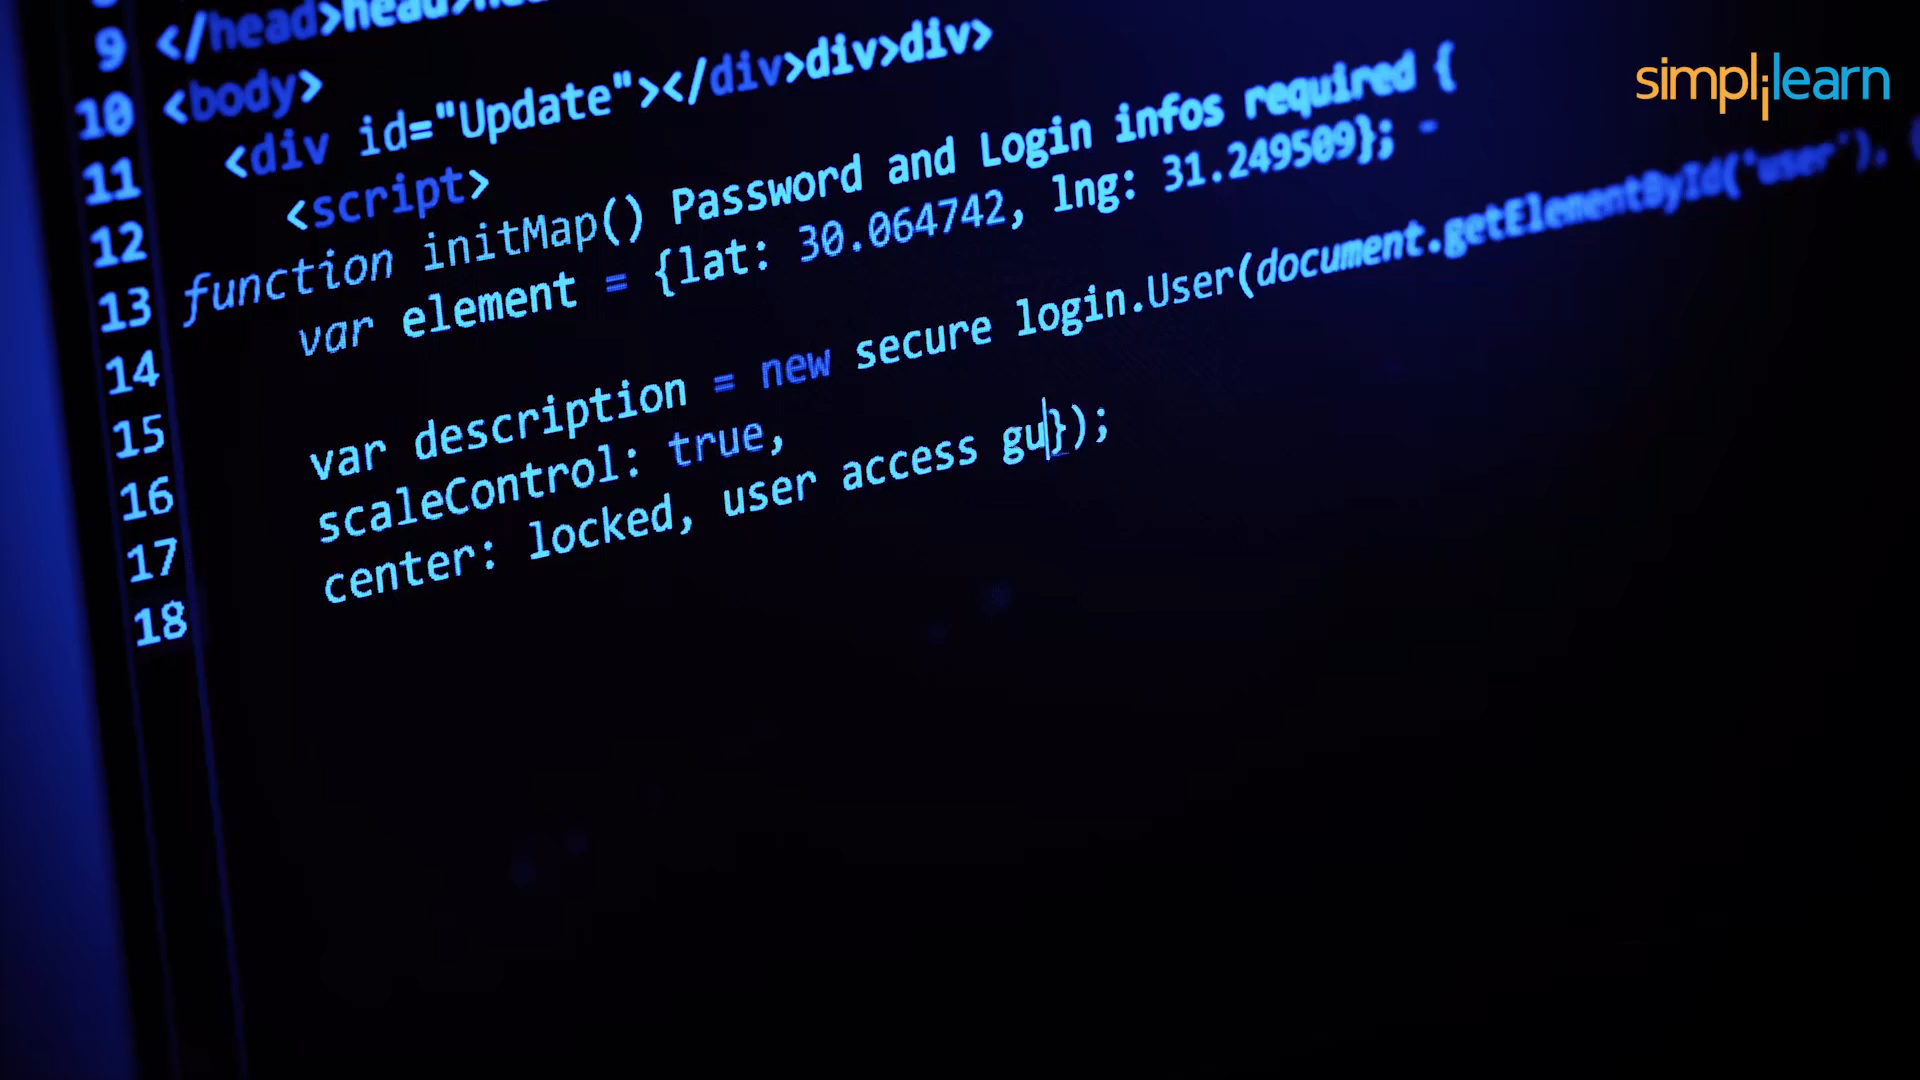 9 </head>head>
simplilearn
10 <body>
11 <div id="Update"></div>div>div>
12 <script>
13 function initMap() Password and Login infos required {
14 var element = {lat: 30.064742, lng: 31.249509}; -
15
16 var description = new secure login.User(document.getElementById('user'), {
17 scaleControl: true,
18 center: locked, user access gu});